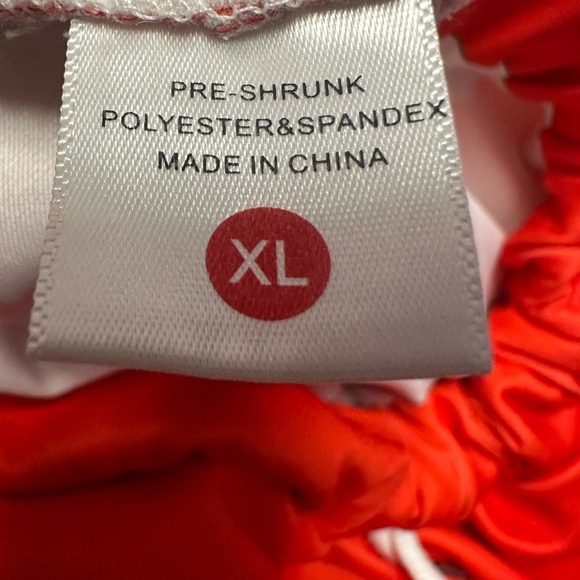 PRE-SHRUNK
POLYESTER&SPANDEX
MADE IN CHINA
XL